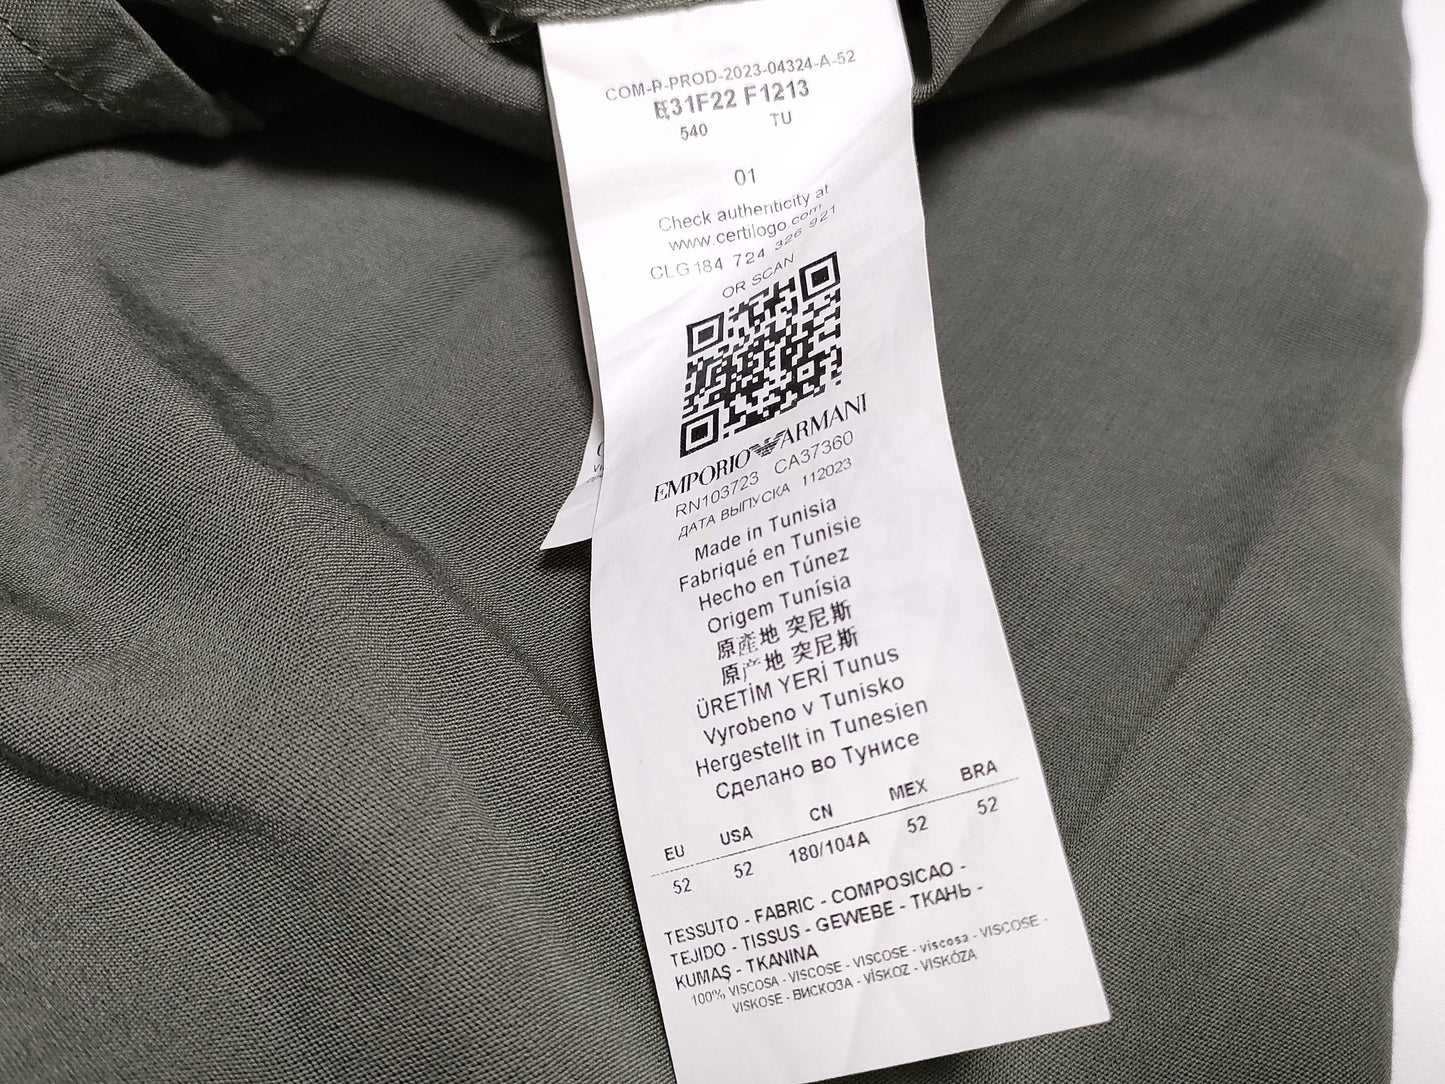 COM-P-PROD-2023-04324-A-52
E31F22 F1213
540 TU
01
Check authenticity at
www.certilogo.com
CLG 184 724 326 921
OR SCAN
EMPORIO ARMANI
RN103723 CA37360
ДАТА ВЫПУСКА 112023
Made in Tunisia
Fabriqué en Tunisie
Hecho en Túnez
Origem Tunísia
原産地 突尼斯
原产地 突尼斯
ÜRETİM YERİ Tunus
Vyrobeno v Tunisko
Hergestellt in Tunesien
Сделано во Тунисе
EU USA CN MEX BRA
52 52 180/104A 52 52
TESSUTO - FABRIC - COMPOSICAO -
TEJIDO - TISSUS - GEWEBE - ТКАНЬ -
KUMAŞ - TKANINA
100% VISCOSA - VISCOSE - VISCOSE - viscosa - VISCOSE -
VISKOSE - ВИСКОЗА - VİSKOZ - VISKÓZA